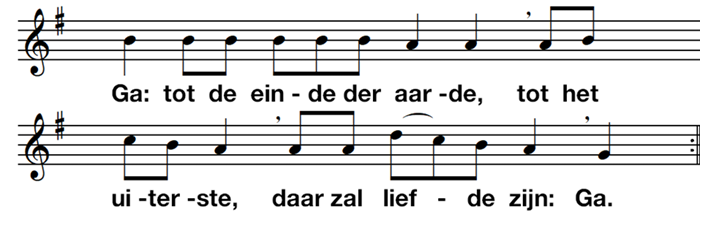 Ga: tot de ein - de der aar -de, tot het
ui -ter -ste, daar zal lief - de zijn: Ga.